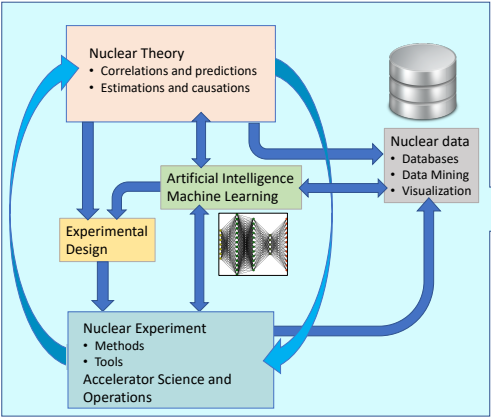 Nuclear Theory
• Correlations and predictions
• Estimations and causations
Nuclear data
• Databases
• Data Mining
• Visualization
Artificial Intelligence
Machine Learning
Experimental
Design
Nuclear Experiment
• Methods
• Tools
Accelerator Science and
Operations